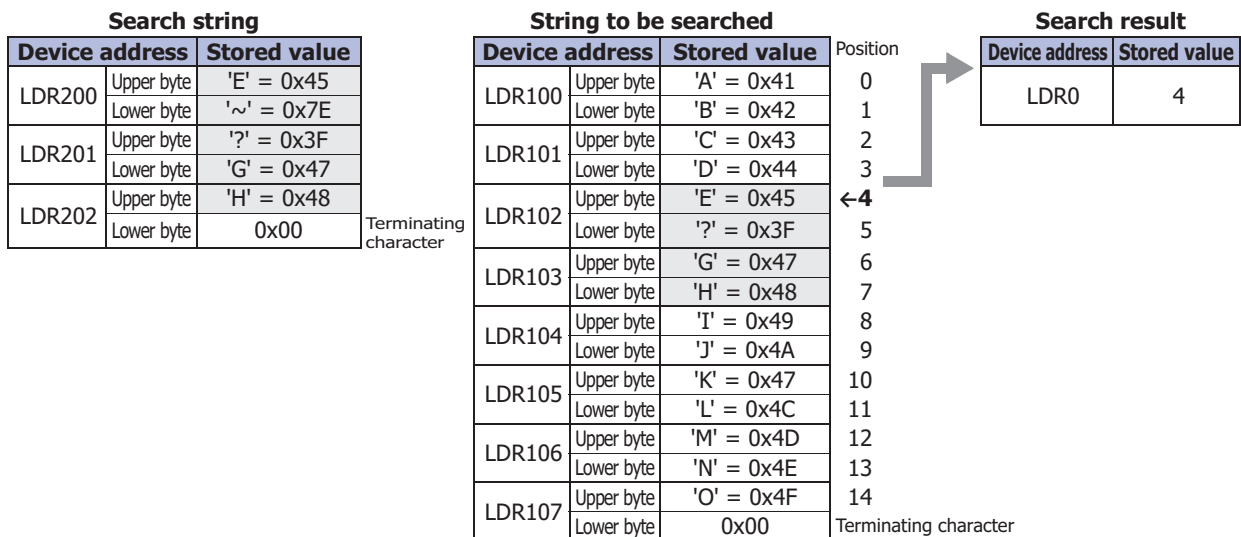 Search string
Device address Stored value
LDR200 Upper byte 'E' = 0x45
Lower byte '~' = 0x7E
LDR201 Upper byte '?' = 0x3F
Lower byte 'G' = 0x47
LDR202 Upper byte 'H' = 0x48
Lower byte 0x00 Terminating character
String to be searched
Device address Stored value Position
LDR100 Upper byte 'A' = 0x41 0
Lower byte 'B' = 0x42 1
LDR101 Upper byte 'C' = 0x43 2
Lower byte 'D' = 0x44 3
LDR102 Upper byte 'E' = 0x45 ←4
Lower byte '?' = 0x3F 5
LDR103 Upper byte 'G' = 0x47 6
Lower byte 'H' = 0x48 7
LDR104 Upper byte 'I' = 0x49 8
Lower byte 'J' = 0x4A 9
LDR105 Upper byte 'K' = 0x47 10
Lower byte 'L' = 0x4C 11
LDR106 Upper byte 'M' = 0x4D 12
Lower byte 'N' = 0x4E 13
LDR107 Upper byte 'O' = 0x4F 14
Lower byte 0x00 Terminating character
Search result
Device address Stored value
LDR0 4